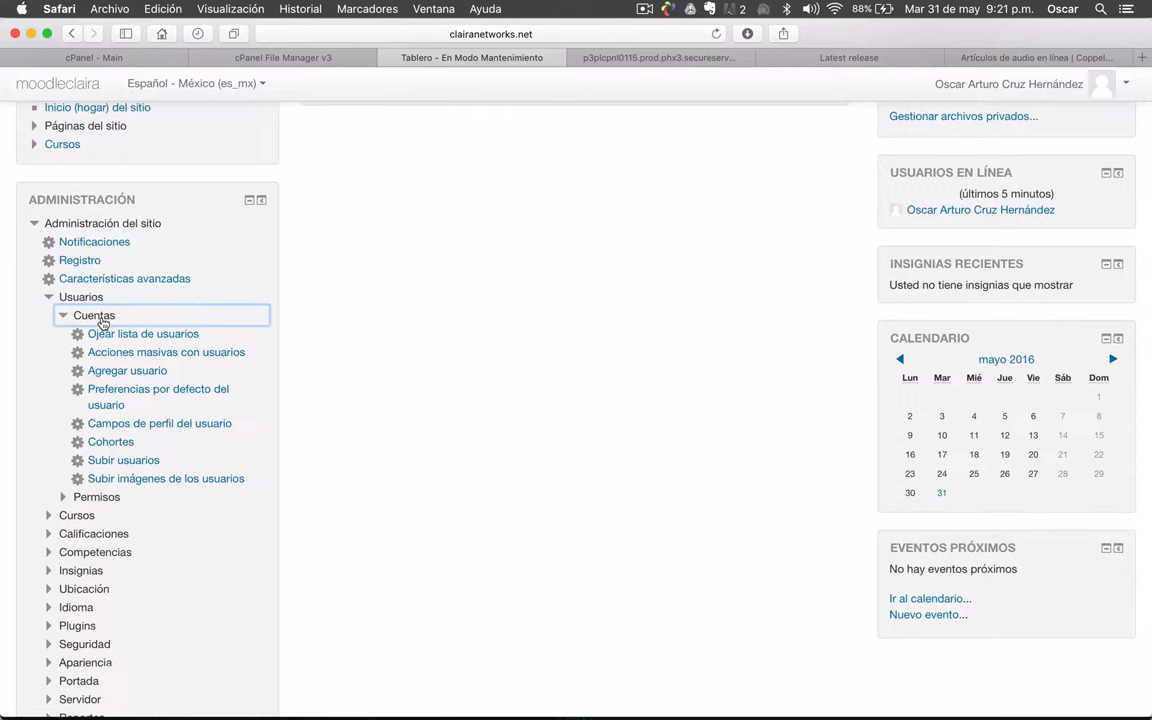 Safari Archivo Edición Visualización Historial Marcadores Ventana Ayuda 2 88% Mar 31 de may 9:21 p.m. Oscar
clairanetworks.net
cPanel - Main cPanel File Manager v3 Tablero - En Modo Mantenimiento p3plcpnl0115.prod.phx3.secureserv... Latest release Artículos de audio en línea | Coppel.... +
moodleclaira Español - México (es_mx) Oscar Arturo Cruz Hernández
Inicio (hogar) del sitio
Páginas del sitio
Cursos
ADMINISTRACIÓN
Administración del sitio
Notificaciones
Registro
Características avanzadas
Usuarios
Cuentas
Ojear lista de usuarios
Acciones masivas con usuarios
Agregar usuario
Preferencias por defecto del
usuario
Campos de perfil del usuario
Cohortes
Subir usuarios
Subir imágenes de los usuarios
Permisos
Cursos
Calificaciones
Competencias
Insignias
Ubicación
Idioma
Plugins
Seguridad
Apariencia
Portada
Servidor
Reportes
Gestionar archivos privados...
USUARIOS EN LÍNEA
(últimos 5 minutos)
Oscar Arturo Cruz Hernández
INSIGNIAS RECIENTES
Usted no tiene insignias que mostrar
CALENDARIO
mayo 2016
Lun Mar Mié Jue Vie Sáb Dom
1
2 3 4 5 6 7 8
9 10 11 12 13 14 15
16 17 18 19 20 21 22
23 24 25 26 27 28 29
30 31
EVENTOS PRÓXIMOS
No hay eventos próximos
Ir al calendario...
Nuevo evento...